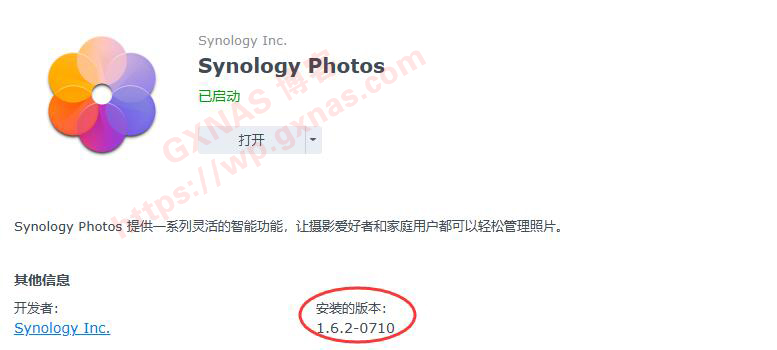 Synology Inc.
Synology Photos
已启动
打开
GXNAS 博客
https://wp.gxnas.com
Synology Photos 提供一系列灵活的智能功能，让摄影爱好者和家庭用户都可以轻松管理照片。
其他信息
开发者：
Synology Inc.
安装的版本：
1.6.2-0710